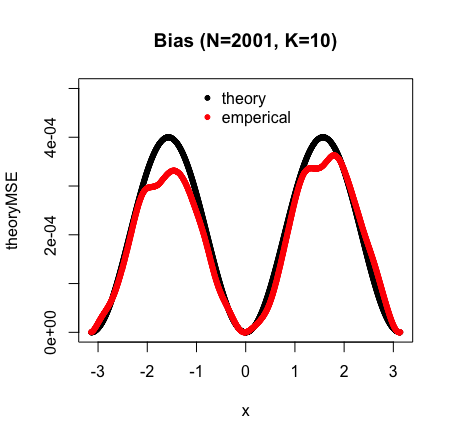 Bias (N=2001, K=10)
theory
emperical
theoryMSE
4e-04
2e-04
0e+00
-3 -2 -1 0 1 2 3
x